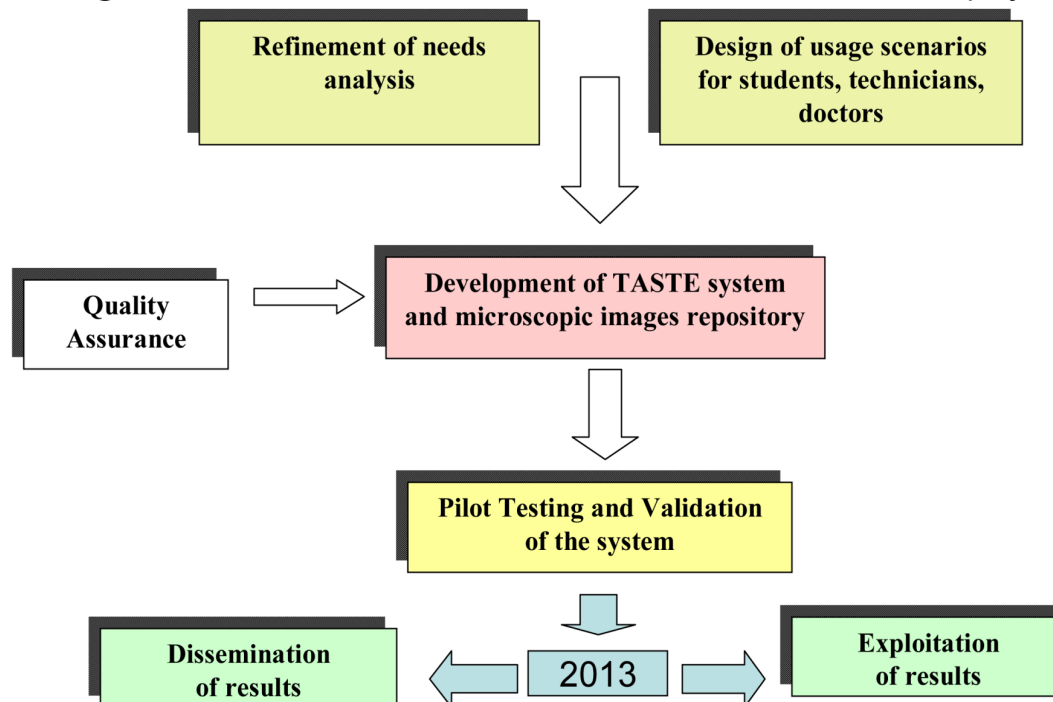 Refinement of needs
analysis
Design of usage scenarios
for students, technicians,
doctors
Quality
Assurance
Development of TASTE system
and microscopic images repository
Pilot Testing and Validation
of the system
2013
Dissemination
of results
Exploitation
of results